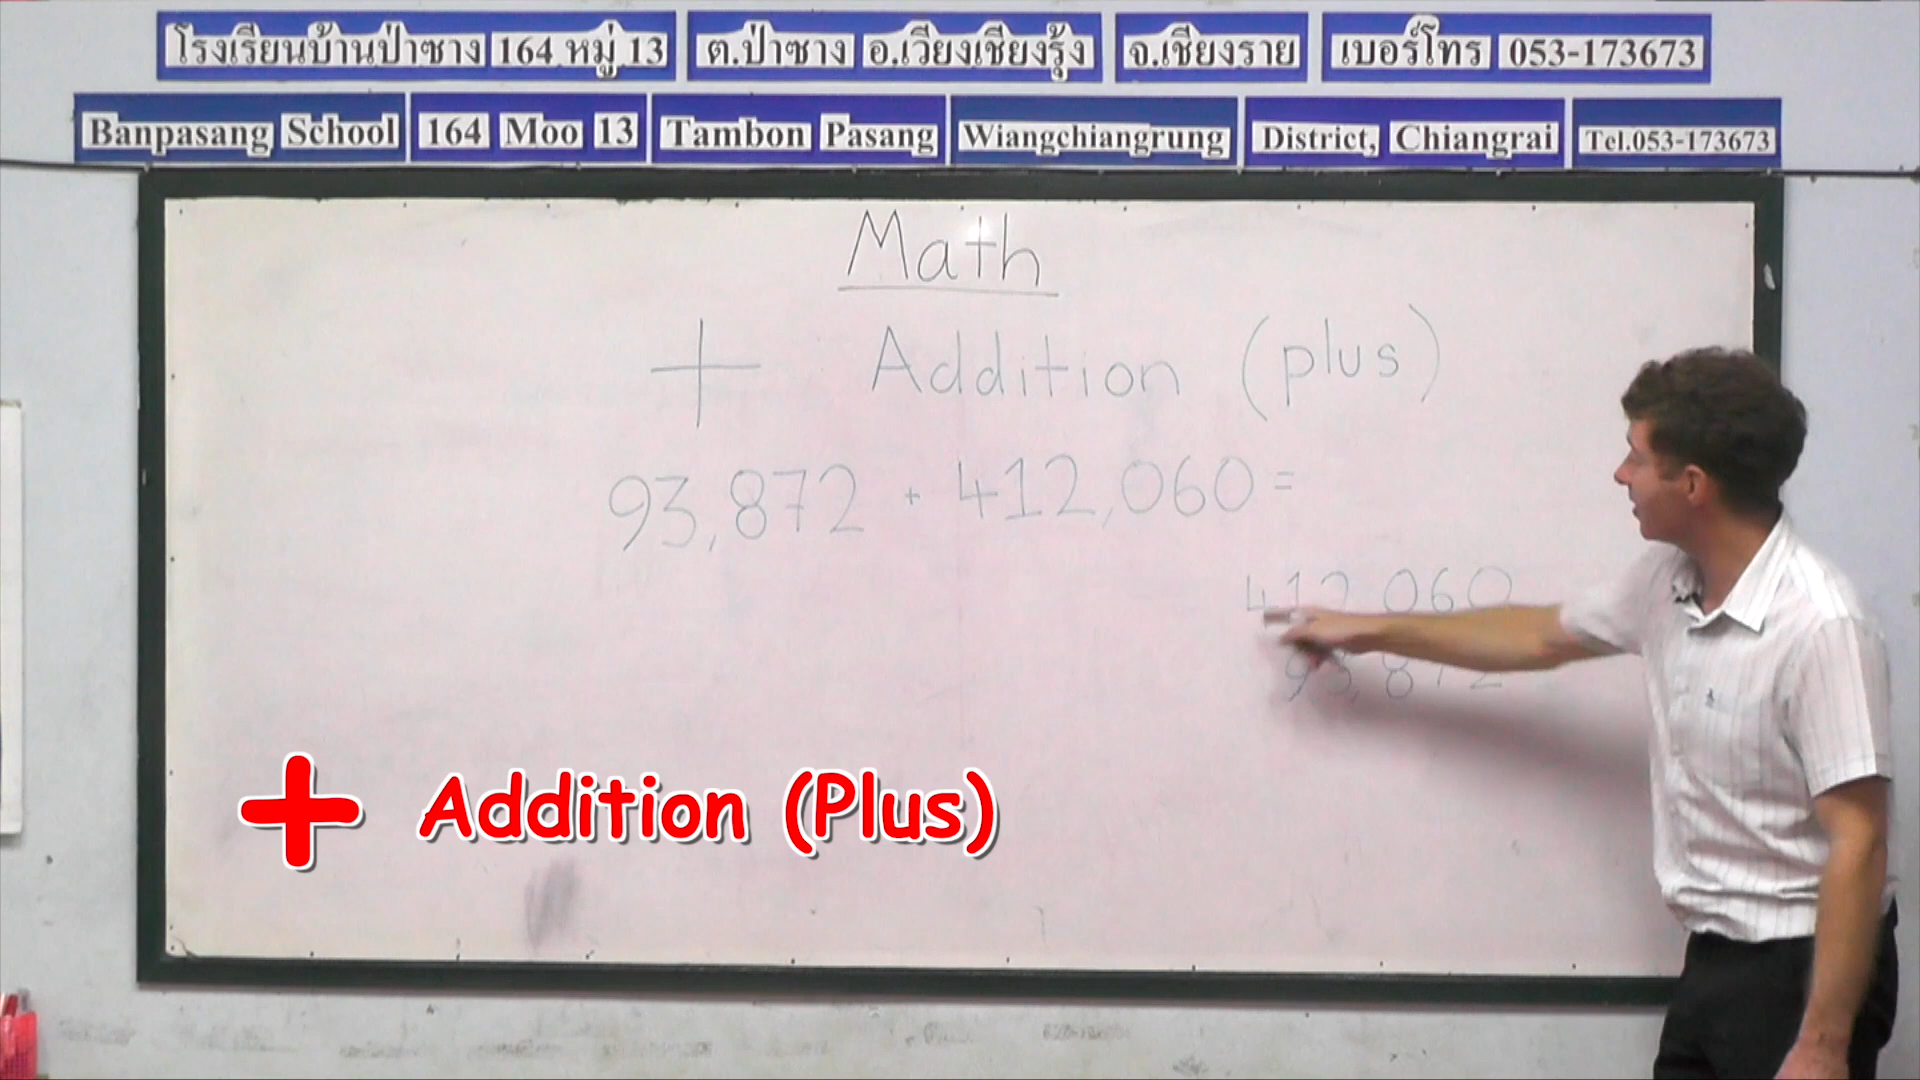 โรงเรียนบ้านป่าซาง 164 หมู่ 13 ต.ป่าซาง อ.เวียงเชียงรุ้ง จ.เชียงราย เบอร์โทร 053-173673
Banpasang School 164 Moo 13 Tambon Pasang Wiangchiangrung District, Chiangrai Tel.053-173673
Math
+ Addition (plus)
93,872 + 412,060 =
412,060
93,872
+ Addition (Plus)